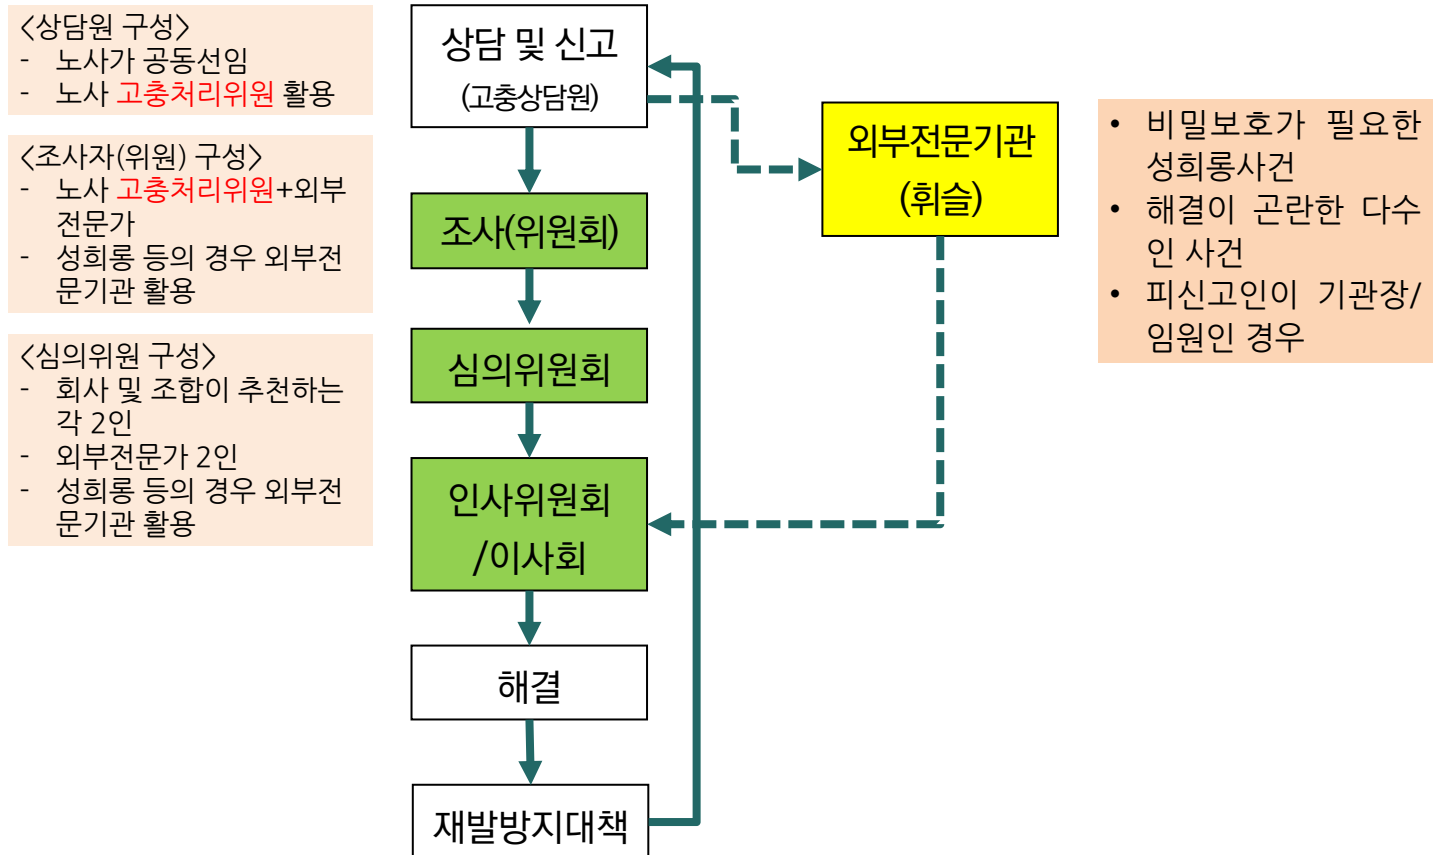 <상담원 구성>
- 노사가 공동선임
- 노사 고충처리위원 활용
<조사자(위원) 구성>
- 노사 고충처리위원+외부
전문가
- 성희롱 등의 경우 외부전
문기관 활용
<심의위원 구성>
- 회사 및 조합이 추천하는
각 2인
- 외부전문가 2인
- 성희롱 등의 경우 외부전
문기관 활용
상담 및 신고
(고충상담원)
조사(위원회)
심의위원회
인사위원회
/이사회
해결
재발방지대책
외부전문기관
(휘슬)
• 비밀보호가 필요한
성희롱사건
• 해결이 곤란한 다수
인 사건
• 피신고인이 기관장/
임원인 경우